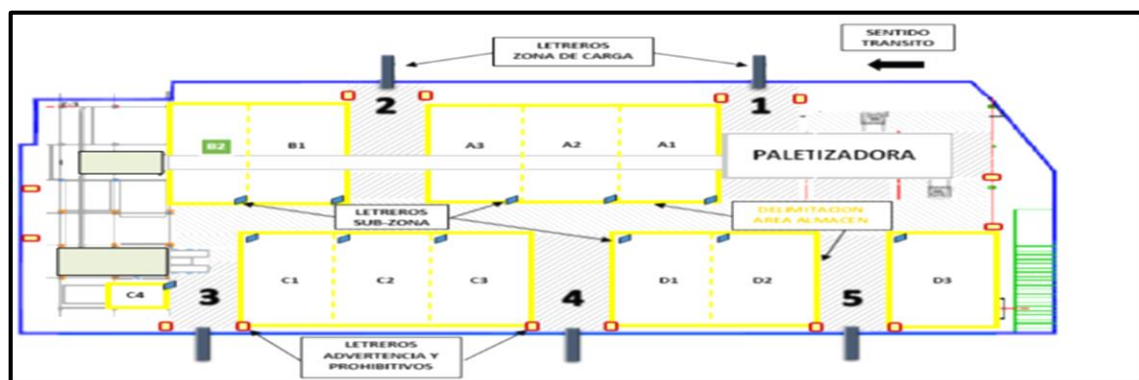 LETREROS
ZONA DE CARGA
SENTIDO
TRANSITO
2
1
B2
B1
A3
A2
A1
PALETIZADORA
LETREROS
SUB-ZONA
DELIMITACION
AREA ALMACEN
C1
C2
C3
D1
D2
D3
C4
3
4
5
LETREROS
ADVERTENCIA Y
PROHIBITIVOS